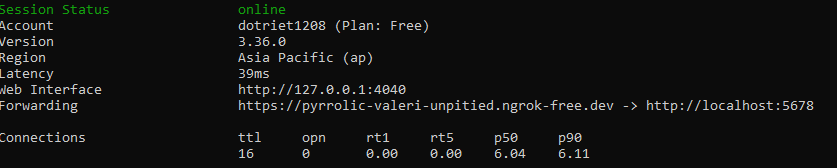 Session Status online
Account dotriet1208 (Plan: Free)
Version 3.36.0
Region Asia Pacific (ap)
Latency 39ms
Web Interface http://127.0.0.1:4040
Forwarding https://pyrrolic-valeri-unpitied.ngrok-free.dev -> http://localhost:5678
Connections ttl opn rt1 rt5 p50 p90
16 0 0.00 0.00 6.04 6.11